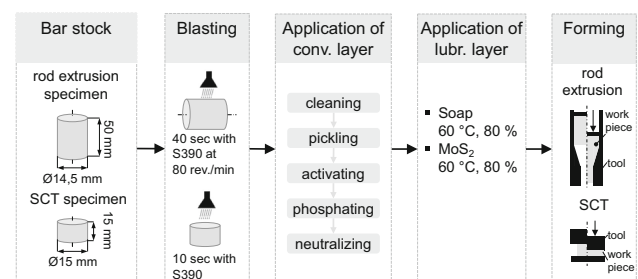 Bar stock
rod extrusion
specimen
50 mm
Ø14,5 mm
SCT specimen
15 mm
Ø15 mm
Blasting
40 sec with
S390 at
80 rev./min
10 sec with
S390
Application of
conv. layer
cleaning
pickling
activating
phosphating
neutralizing
Application of
lubr. layer
▪ Soap
60 °C, 80 %
▪ MoS₂
60 °C, 80 %
Forming
rod
extrusion
work
piece
tool
SCT
tool
work
piece